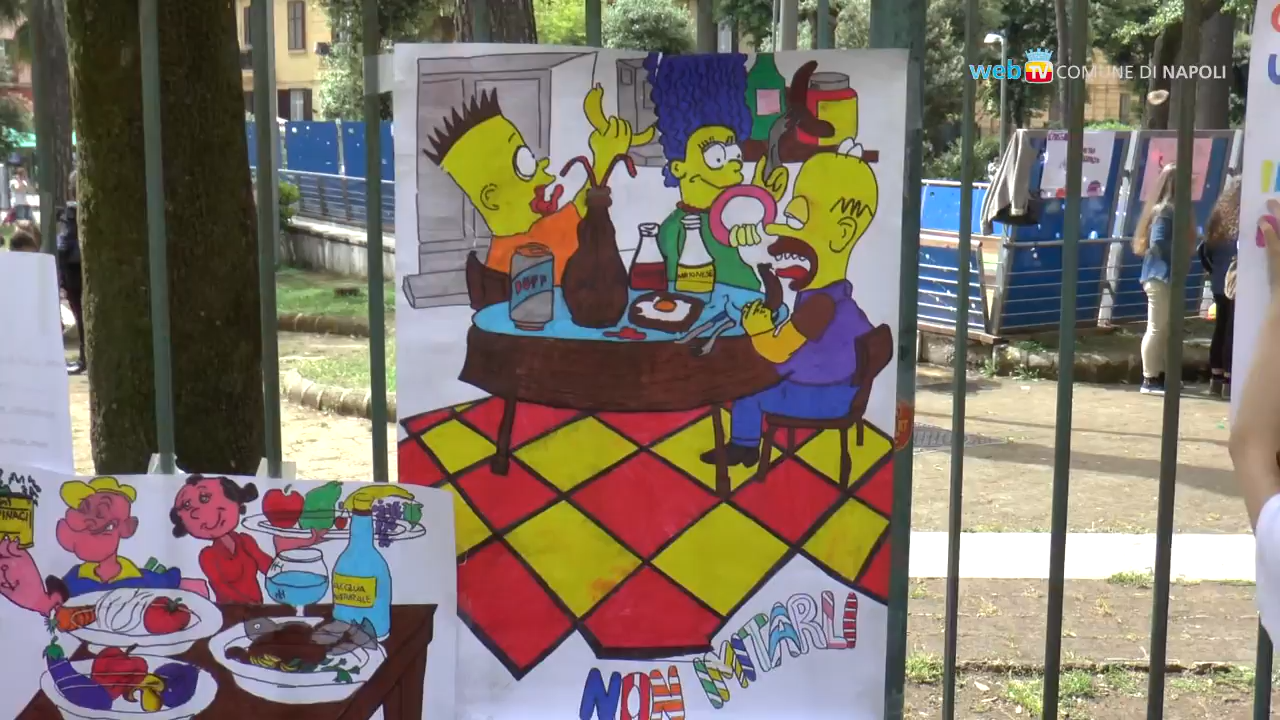 web TV COMUNE DI NAPOLI
DUFF
MAIONESE
NON IMITARLI
SPINACI
ACQUA
NATURALE